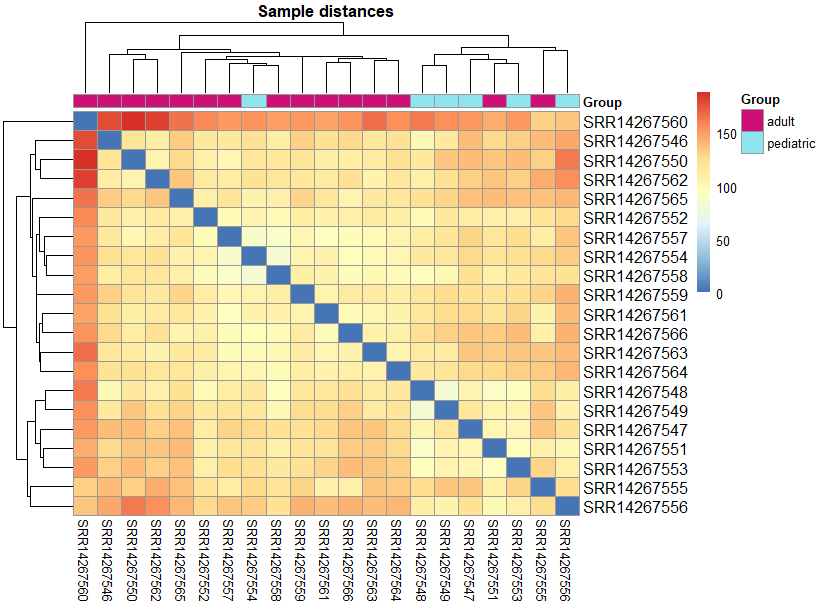 Sample distances
Group
SRR14267560
SRR14267546
SRR14267550
SRR14267562
SRR14267565
SRR14267552
SRR14267557
SRR14267554
SRR14267558
SRR14267559
SRR14267561
SRR14267566
SRR14267563
SRR14267564
SRR14267548
SRR14267549
SRR14267547
SRR14267551
SRR14267553
SRR14267555
SRR14267556
150
100
50
0
Group
adult
pediatric
SRR14267560
SRR14267546
SRR14267550
SRR14267562
SRR14267565
SRR14267552
SRR14267557
SRR14267554
SRR14267558
SRR14267559
SRR14267561
SRR14267566
SRR14267563
SRR14267564
SRR14267548
SRR14267549
SRR14267547
SRR14267551
SRR14267553
SRR14267555
SRR14267556